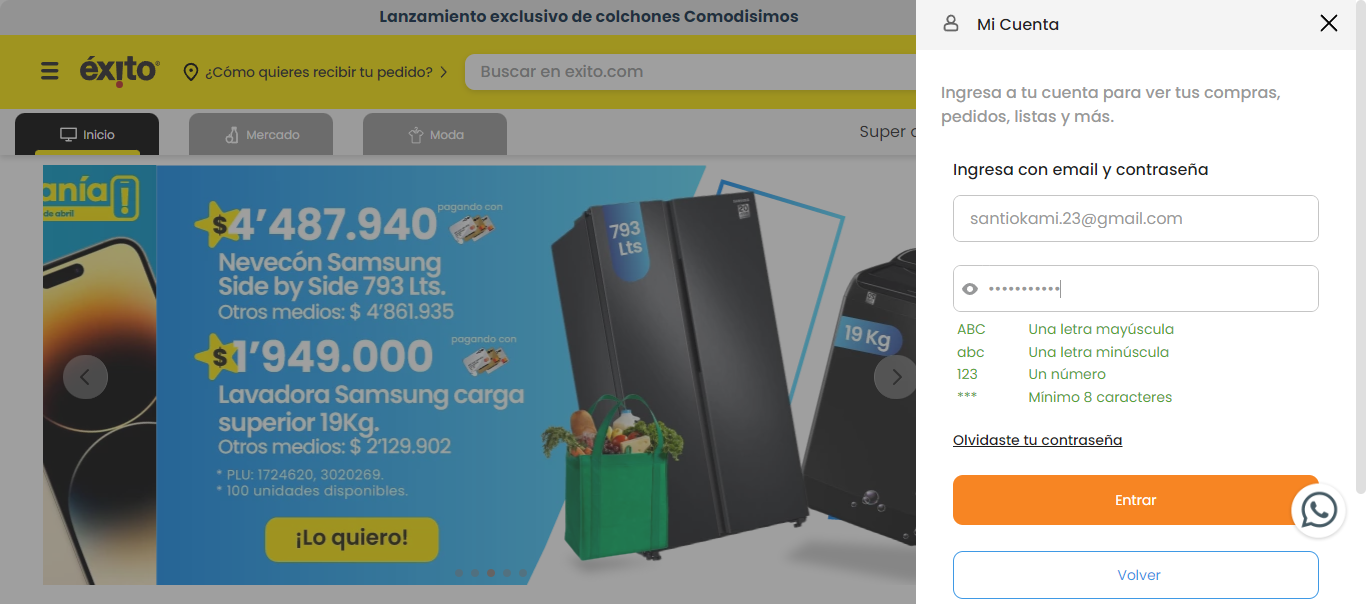 Lanzamiento exclusivo de colchones Comodisimos
éxito
¿Cómo quieres recibir tu pedido?
Buscar en exito.com
Inicio
Mercado
Moda
Super
anía
de abril
$4’487.940
pagando con
Nevecón Samsung
Side by Side 793 Lts.
Otros medios: $ 4’861.935
$1’949.000
pagando con
Lavadora Samsung carga
superior 19Kg.
Otros medios: $ 2’129.902
* PLU: 1724620, 3020269.
* 100 unidades disponibles.
¡Lo quiero!
793
Lts
SAMSUNG
19 Kg
Mi Cuenta
Ingresa a tu cuenta para ver tus compras,
pedidos, listas y más.
Ingresa con email y contraseña
santiokami.23@gmail.com
•••••••••••
ABC Una letra mayúscula
abc Una letra minúscula
123 Un número
*** Mínimo 8 caracteres
Olvidaste tu contraseña
Entrar
Volver